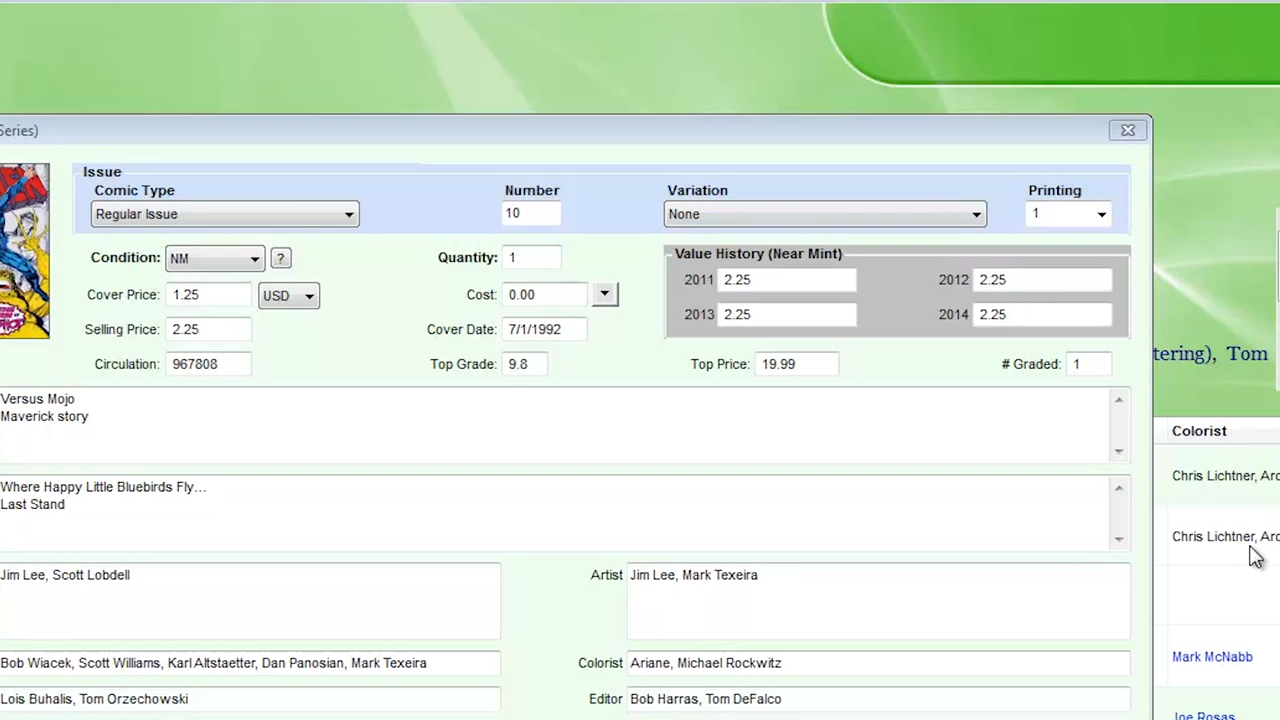 Series)
Issue
Comic Type Number Variation Printing
Regular Issue 10 None 1
Condition: NM ? Quantity: 1 Value History (Near Mint)
2011 2.25 2012 2.25
Cover Price: 1.25 USD Cost: 0.00
2013 2.25 2014 2.25
Selling Price: 2.25 Cover Date: 7/1/1992
Circulation: 967808 Top Grade: 9.8 Top Price: 19.99 # Graded: 1
tering), Tom
Versus Mojo
Maverick story
Colorist
Chris Lichtner, Arc
Where Happy Little Bluebirds Fly...
Last Stand
Chris Lichtner, Arc
Jim Lee, Scott Lobdell Artist Jim Lee, Mark Texeira
Mark McNabb
Bob Wiacek, Scott Williams, Karl Altstaetter, Dan Panosian, Mark Texeira Colorist Ariane, Michael Rockwitz
Lois Buhalis, Tom Orzechowski Editor Bob Harras, Tom DeFalco
Joe Rosas